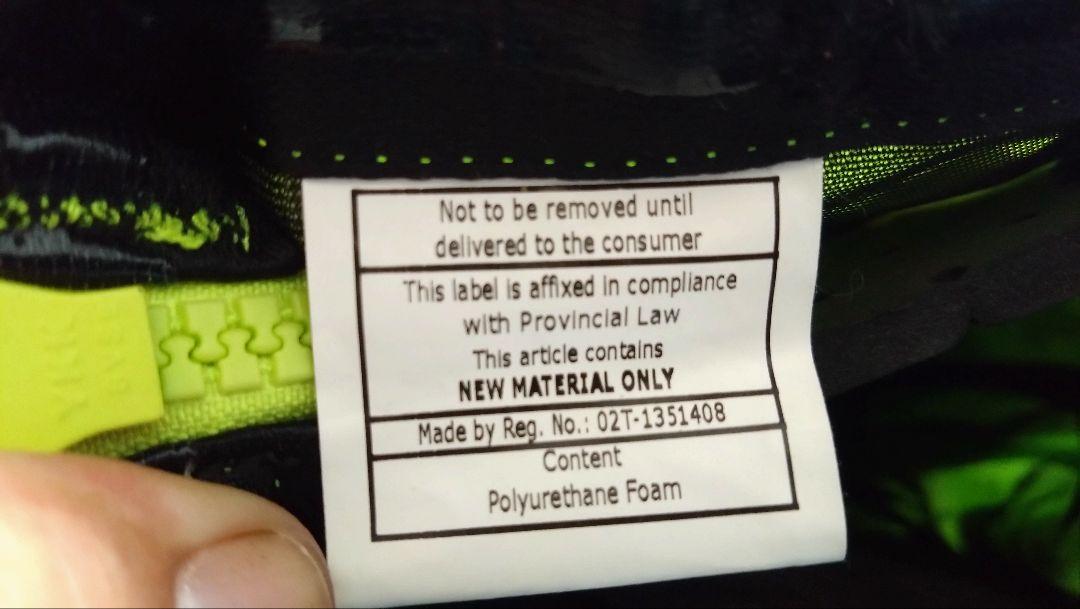 Not to be removed until
delivered to the consumer
This label is affixed in compliance
with Provincial Law
This article contains
NEW MATERIAL ONLY
Made by Reg. No.: 02T-1351408
Content
Polyurethane Foam